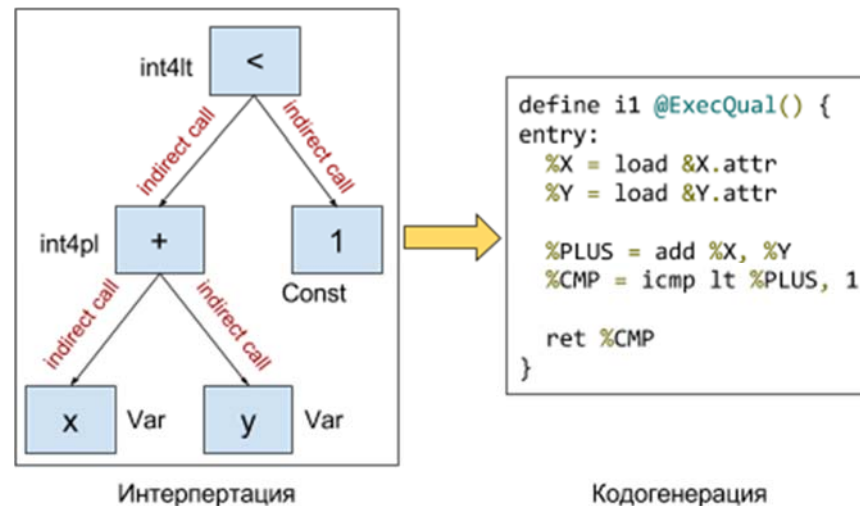 <
int4lt
indirect call
indirect call
+
int4pl
1
Const
indirect call
indirect call
x
Var
y
Var
Интерпертация
define i1 @ExecQual() {
entry:
%X = load &X.attr
%Y = load &Y.attr
%PLUS = add %X, %Y
%CMP = icmp lt %PLUS, 1
ret %CMP
}
Кодогенерация